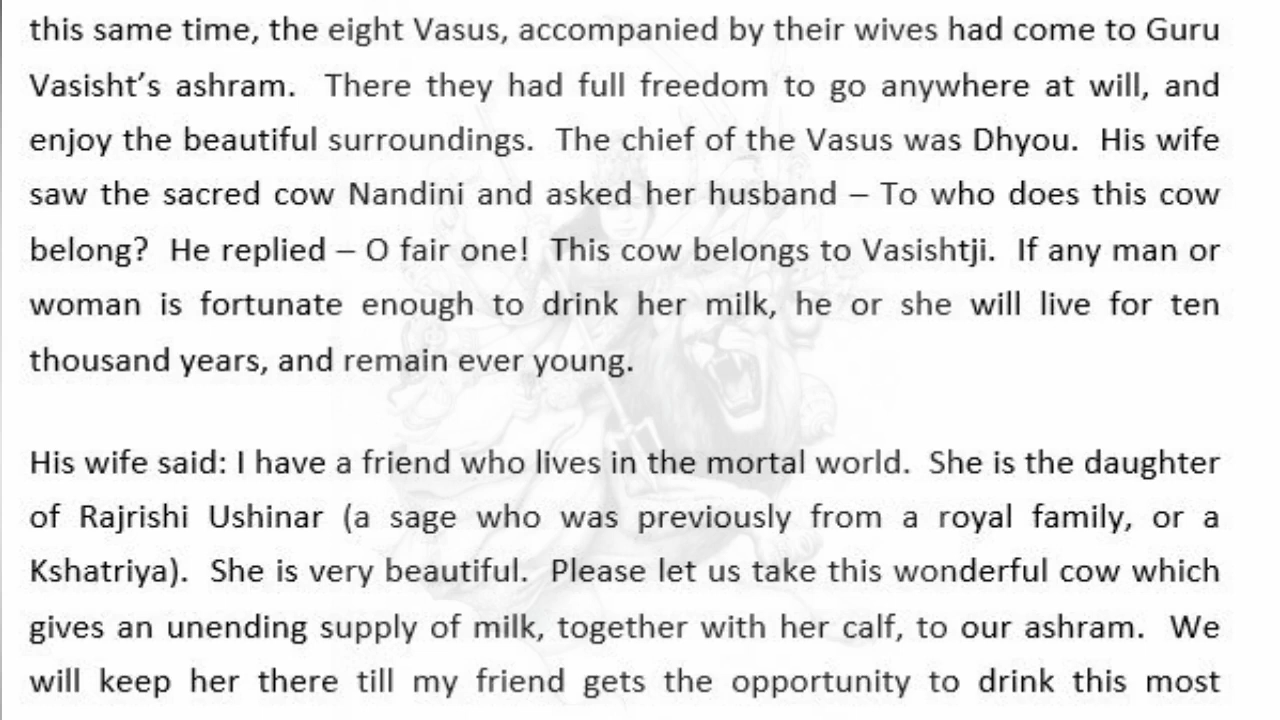 this same time, the eight Vasus, accompanied by their wives had come to Guru
Vasisht’s ashram.  There they had full freedom to go anywhere at will, and
enjoy the beautiful surroundings.  The chief of the Vasus was Dhyou.  His wife
saw the sacred cow Nandini and asked her husband – To who does this cow
belong?  He replied – O fair one!  This cow belongs to Vasishtji.  If any man or
woman is fortunate enough to drink her milk, he or she will live for ten
thousand years, and remain ever young.
His wife said: I have a friend who lives in the mortal world.  She is the daughter
of Rajrishi Ushinar (a sage who was previously from a royal family, or a
Kshatriya).  She is very beautiful.  Please let us take this wonderful cow which
gives an unending supply of milk, together with her calf, to our ashram.  We
will keep her there till my friend gets the opportunity to drink this most